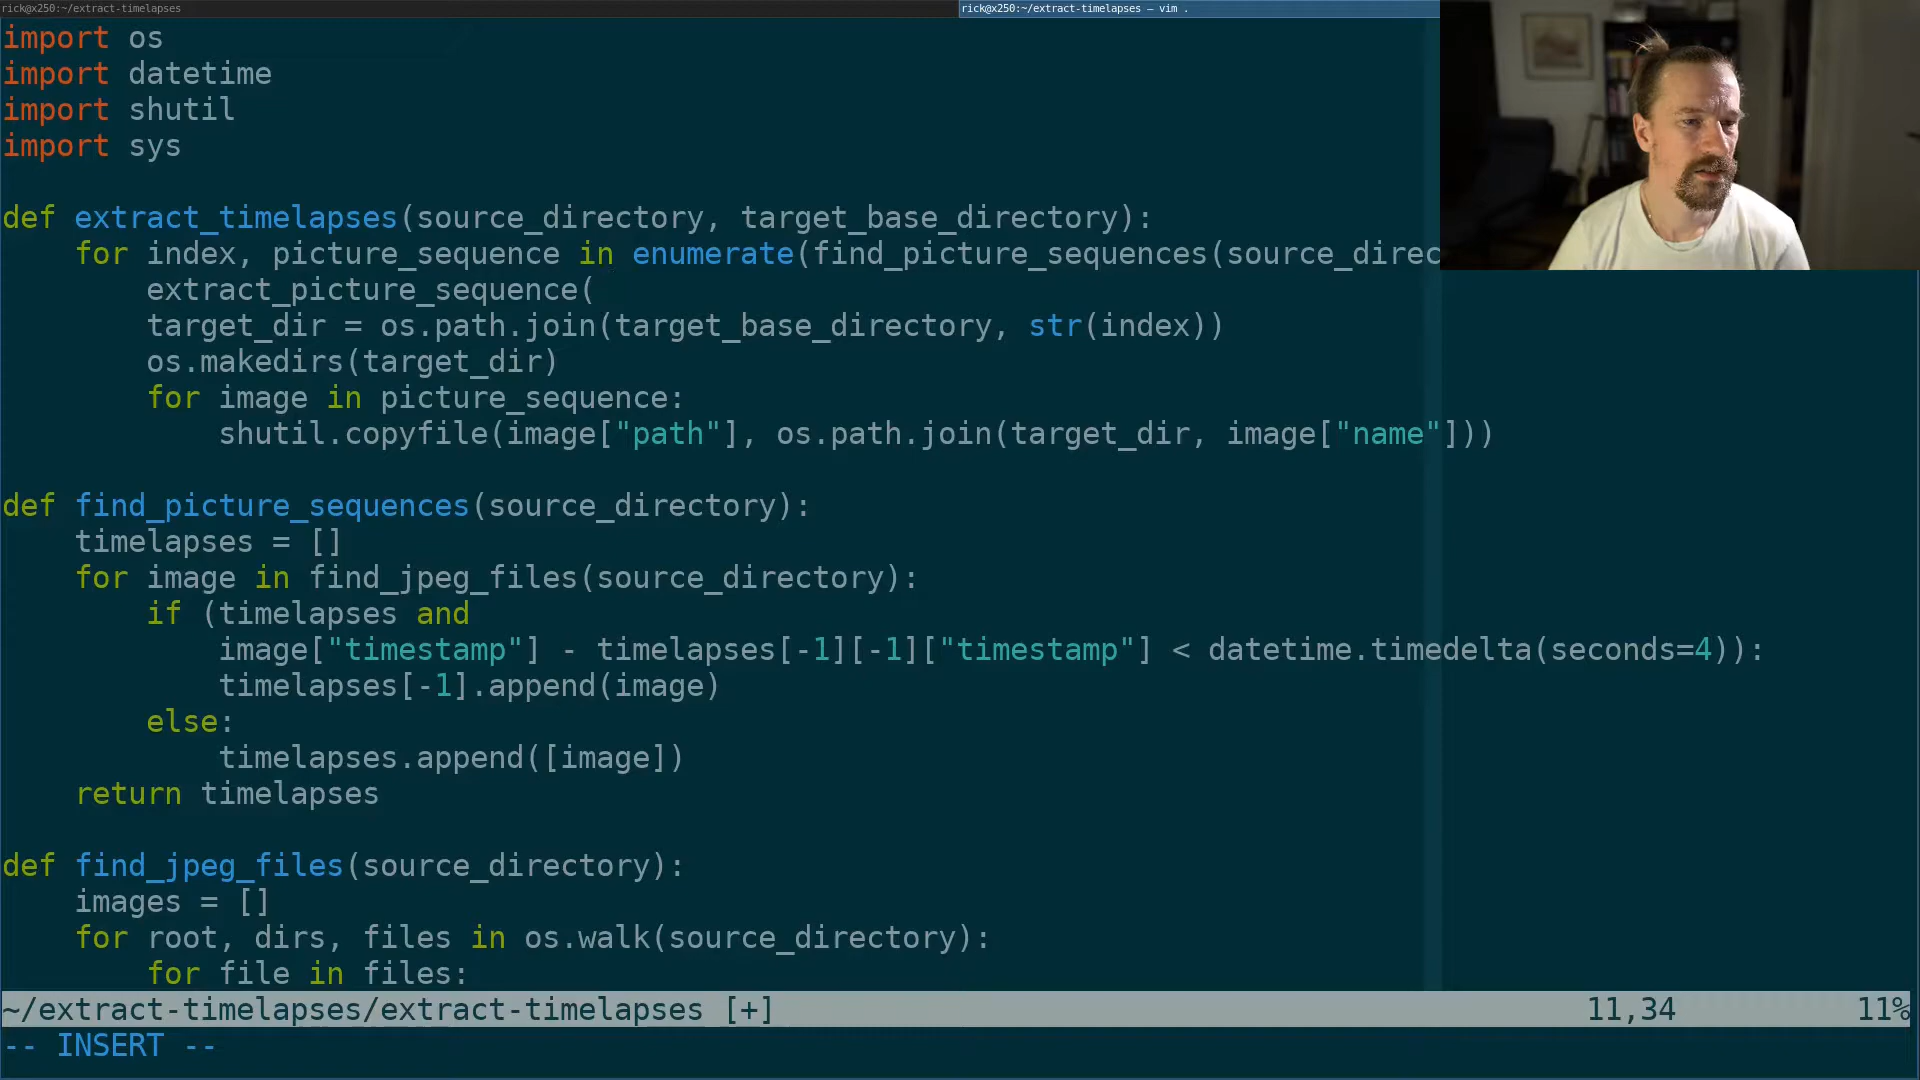 rick@x250:~/extract-timelapses
rick@x250:~/extract-timelapses — vim .
import os
import datetime
import shutil
import sys
def extract_timelapses(source_directory, target_base_directory):
    for index, picture_sequence in enumerate(find_picture_sequences(source_direc
        extract_picture_sequence(
        target_dir = os.path.join(target_base_directory, str(index))
        os.makedirs(target_dir)
        for image in picture_sequence:
            shutil.copyfile(image["path"], os.path.join(target_dir, image["name"]))
def find_picture_sequences(source_directory):
    timelapses = []
    for image in find_jpeg_files(source_directory):
        if (timelapses and
            image["timestamp"] - timelapses[-1][-1]["timestamp"] < datetime.timedelta(seconds=4)):
            timelapses[-1].append(image)
        else:
            timelapses.append([image])
    return timelapses
def find_jpeg_files(source_directory):
    images = []
    for root, dirs, files in os.walk(source_directory):
        for file in files:
~/extract-timelapses/extract-timelapses [+] 11,34 11%
-- INSERT --